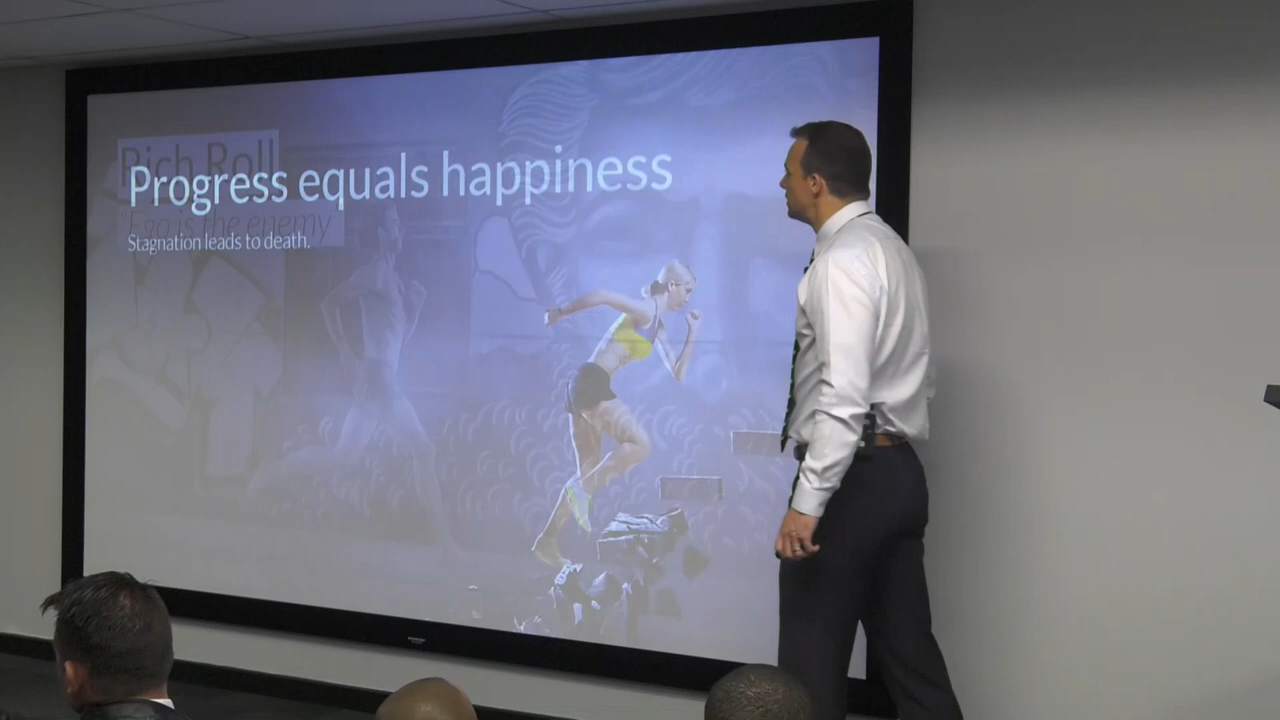 Rich Roll
Progress equals happiness
"Ego is the enemy
Stagnation leads to death.